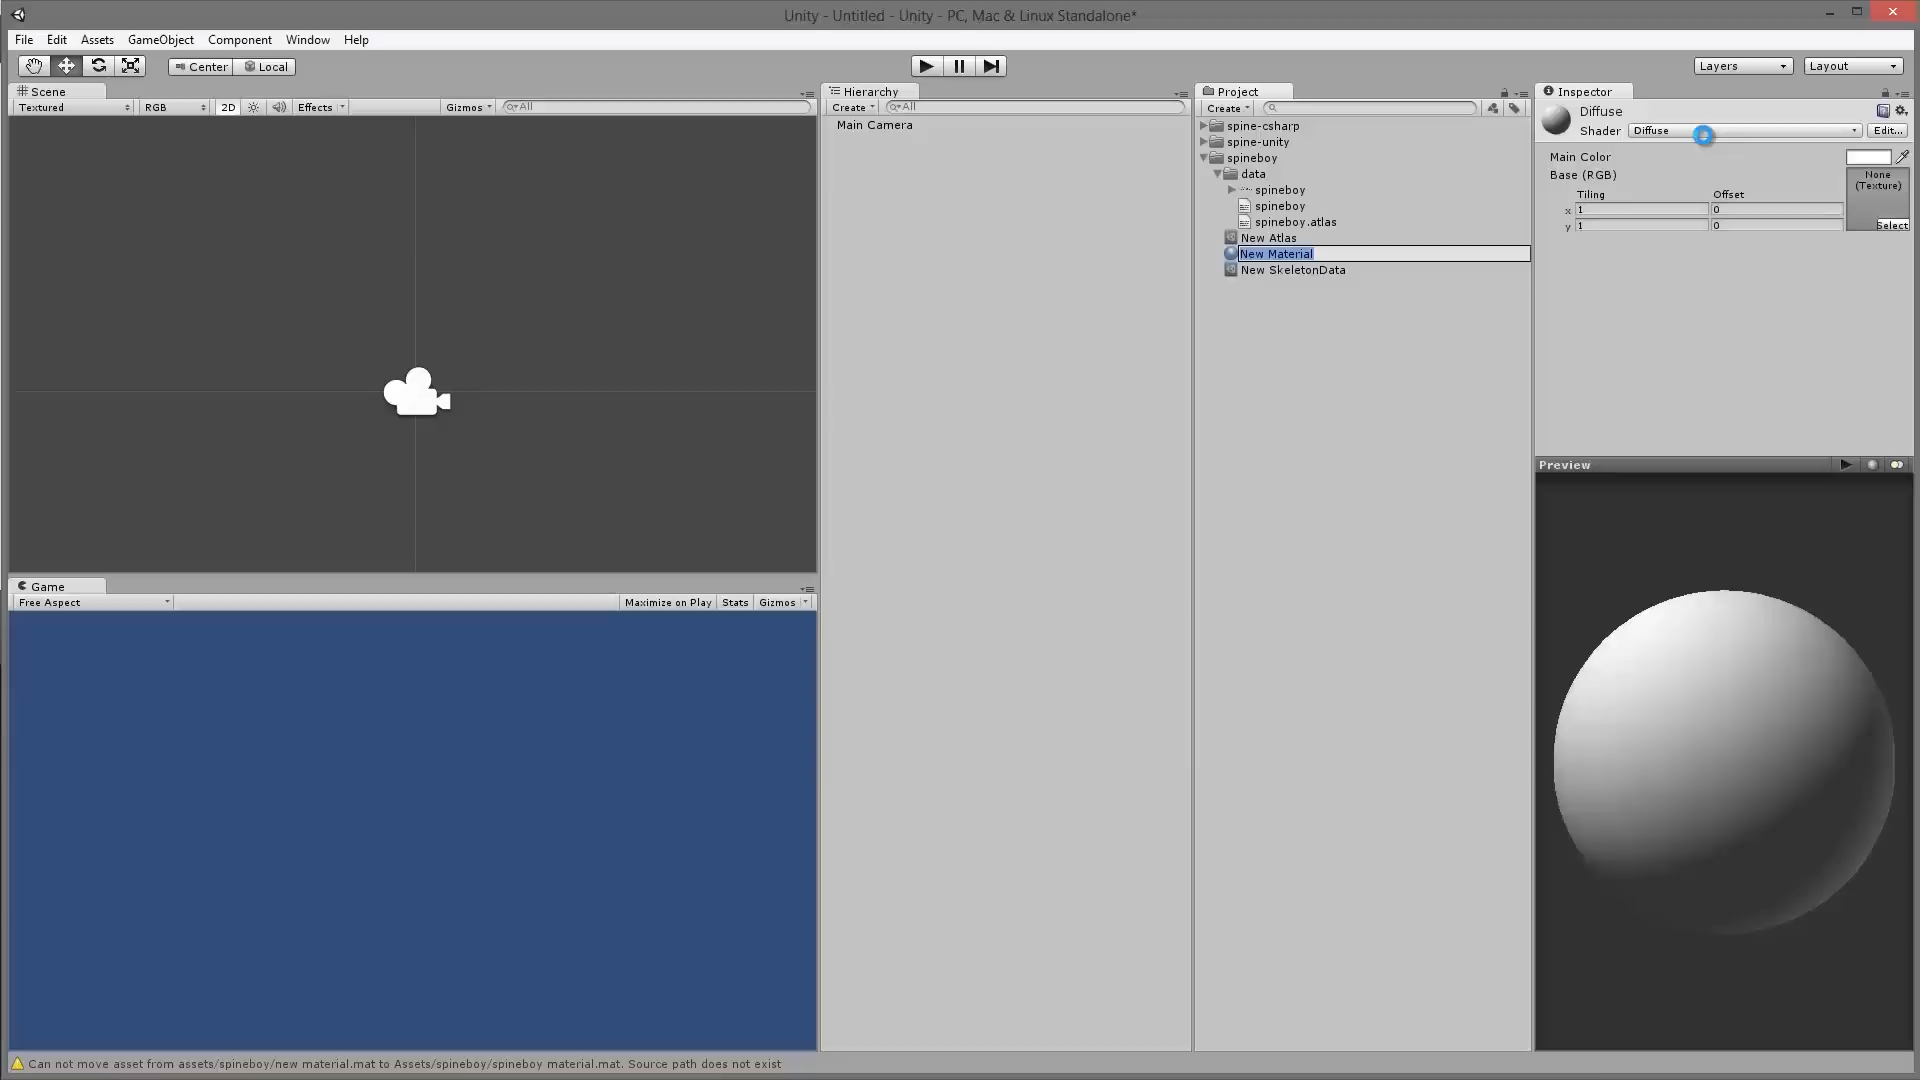 Unity - Untitled - Unity - PC, Mac & Linux Standalone*
File Edit Assets GameObject Component Window Help
Center Local
Layers Layout
Scene
Textured RGB 2D Effects Gizmos All
Hierarchy
Create All
Main Camera
Project
Create
spine-csharp
spine-unity
spineboy
data
spineboy
spineboy
spineboy.atlas
New Atlas
New Material
New SkeletonData
Inspector
Diffuse
Shader Diffuse Edit...
Main Color
Base (RGB)
None
(Texture)
Tiling Offset
x 1 0
y 1 0
Select
Preview
Game
Free Aspect Maximize on Play Stats Gizmos
Can not move asset from assets/spineboy/new material.mat to Assets/spineboy/spineboy material.mat. Source path does not exist